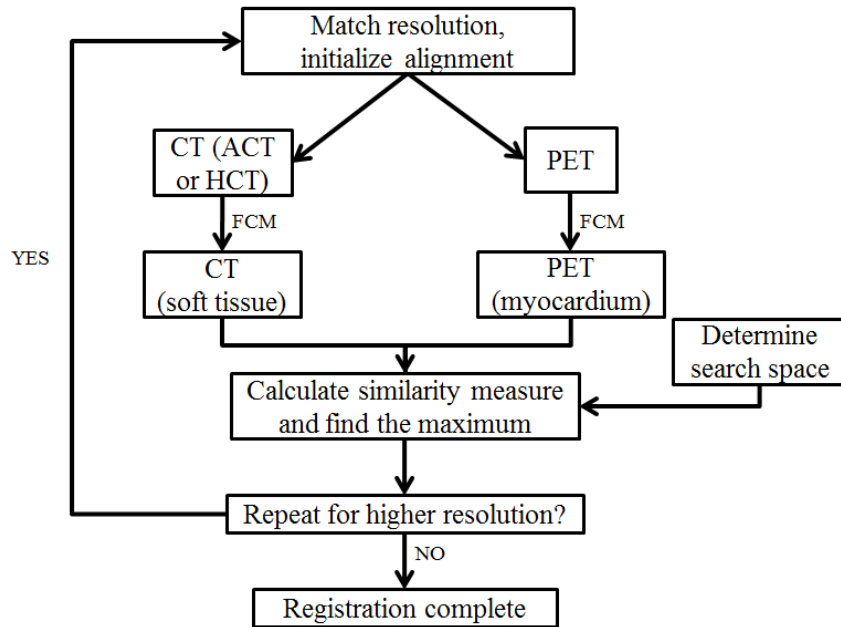 Match resolution,
initialize alignment
CT (ACT
or HCT)
PET
FCM
FCM
YES
CT
(soft tissue)
PET
(myocardium)
Determine
search space
Calculate similarity measure
and find the maximum
Repeat for higher resolution?
NO
Registration complete